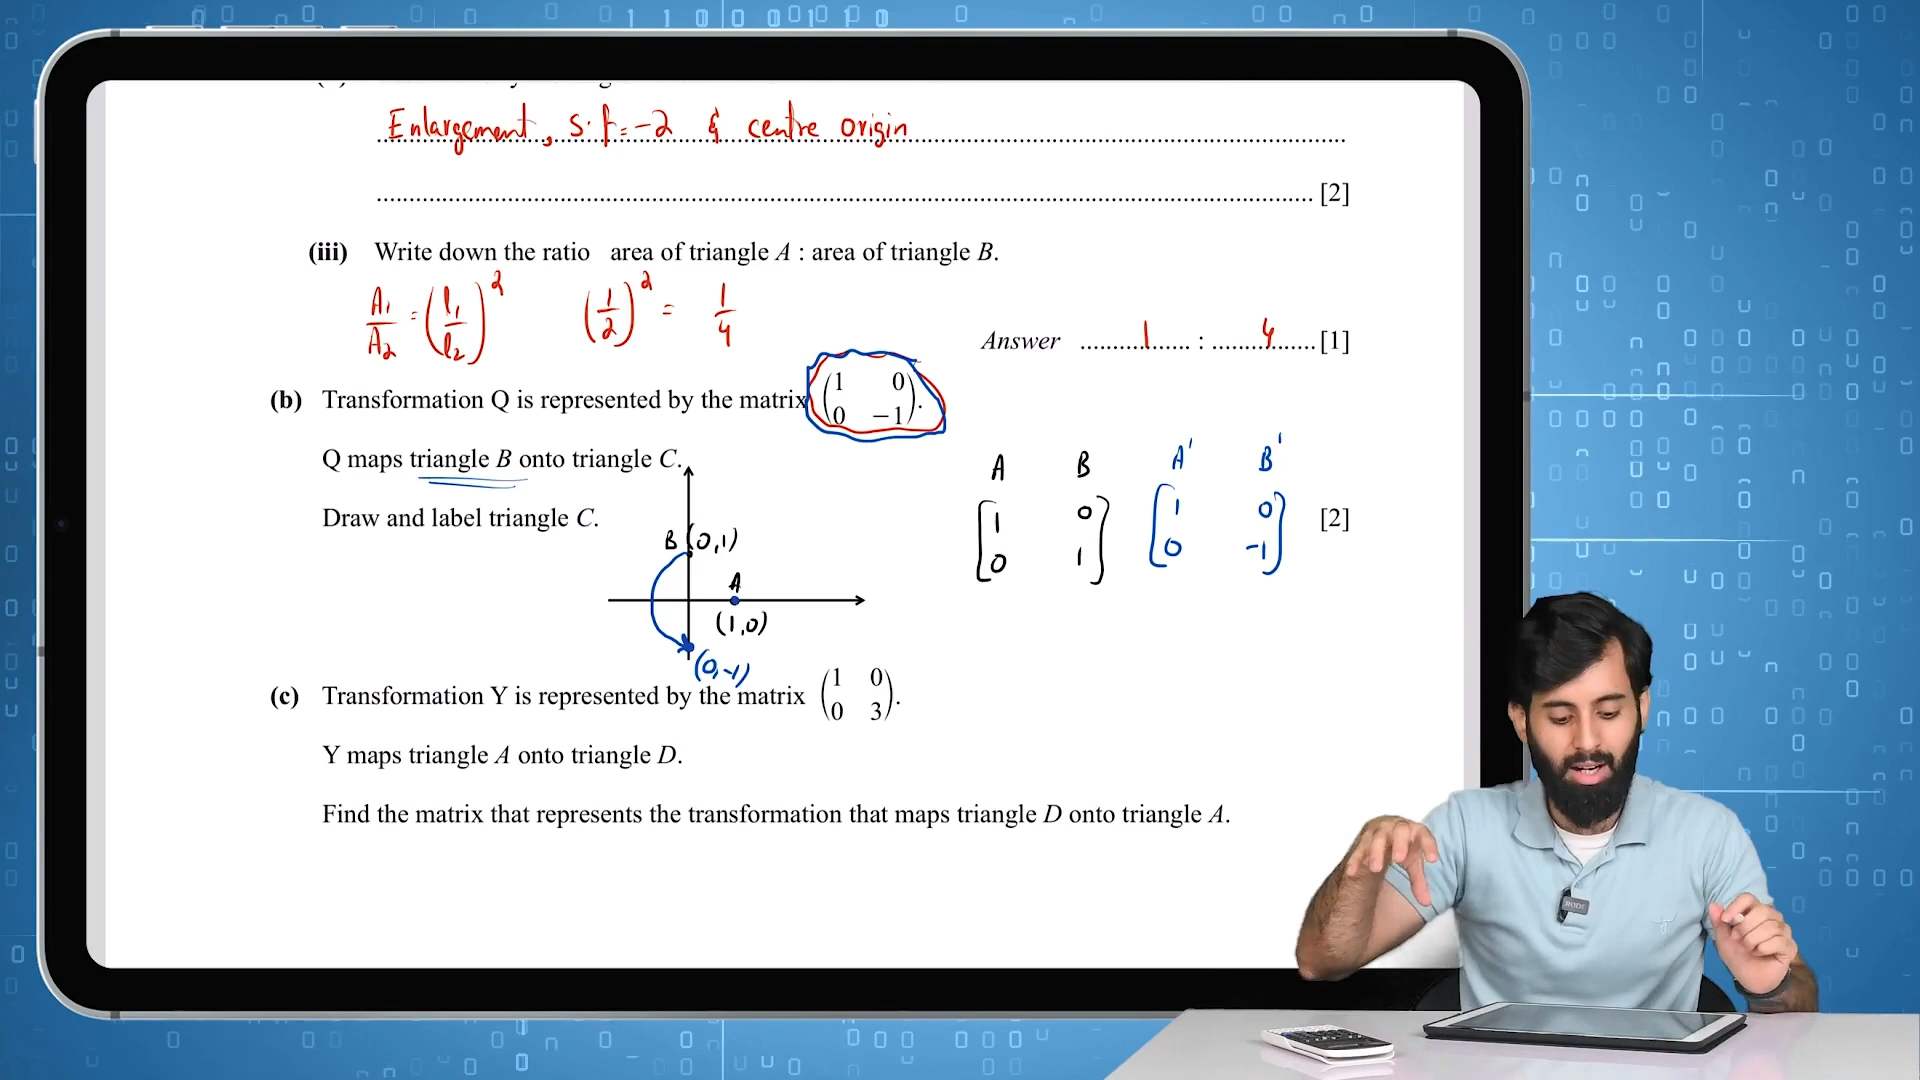 Enlargement, s.f = -2 & centre origin
[2]
(iii) Write down the ratio area of triangle A : area of triangle B.
A1/A2 = (l1/l2)^2 (1/2)^2 = 1/4
Answer 1 : 4 [1]
(b) Transformation Q is represented by the matrix (1 0
0 −1).
Q maps triangle B onto triangle C.
Draw and label triangle C. [2]
A B A' B'
[1 0
0 1] [1 0
0 -1]
B (0,1)
A
(1,0)
(0,-1)
(c) Transformation Y is represented by the matrix (1 0
0 3).
Y maps triangle A onto triangle D.
Find the matrix that represents the transformation that maps triangle D onto triangle A.
RODE